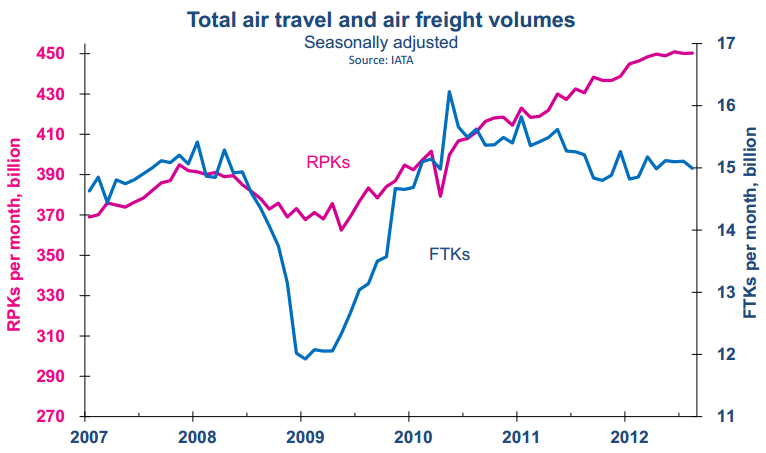 Total air travel and air freight volumes
Seasonally adjusted
Source: IATA
RPKs per month, billion
450
430
410
390
370
350
330
310
290
270
RPKs
FTKs
17
16
15
14
13
12
11
FTKs per month, billion
2007 2008 2009 2010 2011 2012